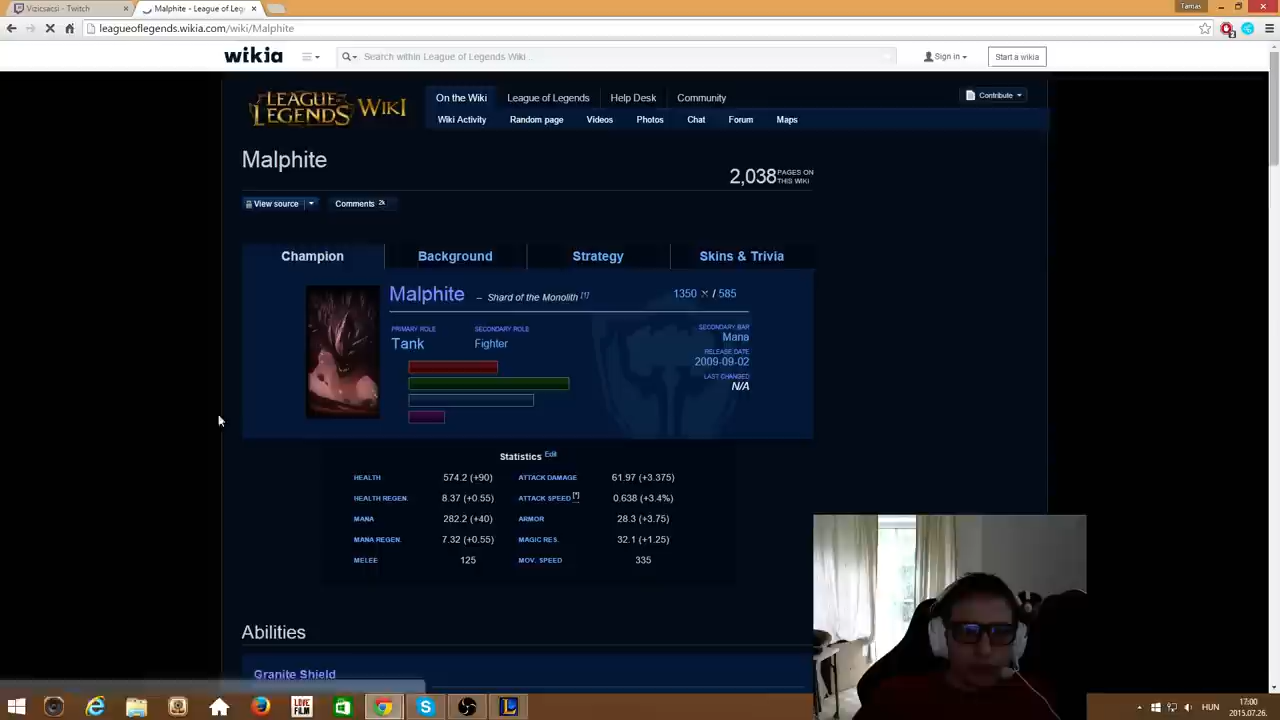 Vizicsacsi - Twitch
Malphite - League of Leg
Tamas
leagueoflegends.wikia.com/wiki/Malphite
wikia
Search within League of Legends Wiki
Sign in
Start a wikia
LEAGUE OF LEGENDS WIKI
On the Wiki
League of Legends
Help Desk
Community
Contribute
Wiki Activity
Random page
Videos
Photos
Chat
Forum
Maps
Malphite
2,038 PAGES ON THIS WIKI
View source
Comments 2k
Champion
Background
Strategy
Skins & Trivia
Malphite – Shard of the Monolith [1]
1350 / 585
PRIMARY ROLE
Tank
SECONDARY ROLE
Fighter
SECONDARY BAR
Mana
RELEASE DATE
2009-09-02
LAST CHANGED
N/A
Statistics Edit
HEALTH 574.2 (+90) ATTACK DAMAGE 61.97 (+3.375)
HEALTH REGEN. 8.37 (+0.55) ATTACK SPEED [*] 0.638 (+3.4%)
MANA 282.2 (+40) ARMOR 28.3 (+3.75)
MANA REGEN. 7.32 (+0.55) MAGIC RES. 32.1 (+1.25)
MELEE 125 MOV. SPEED 335
Abilities
Granite Shield
LOVE FILM
HUN
17:00
2015.07.26.